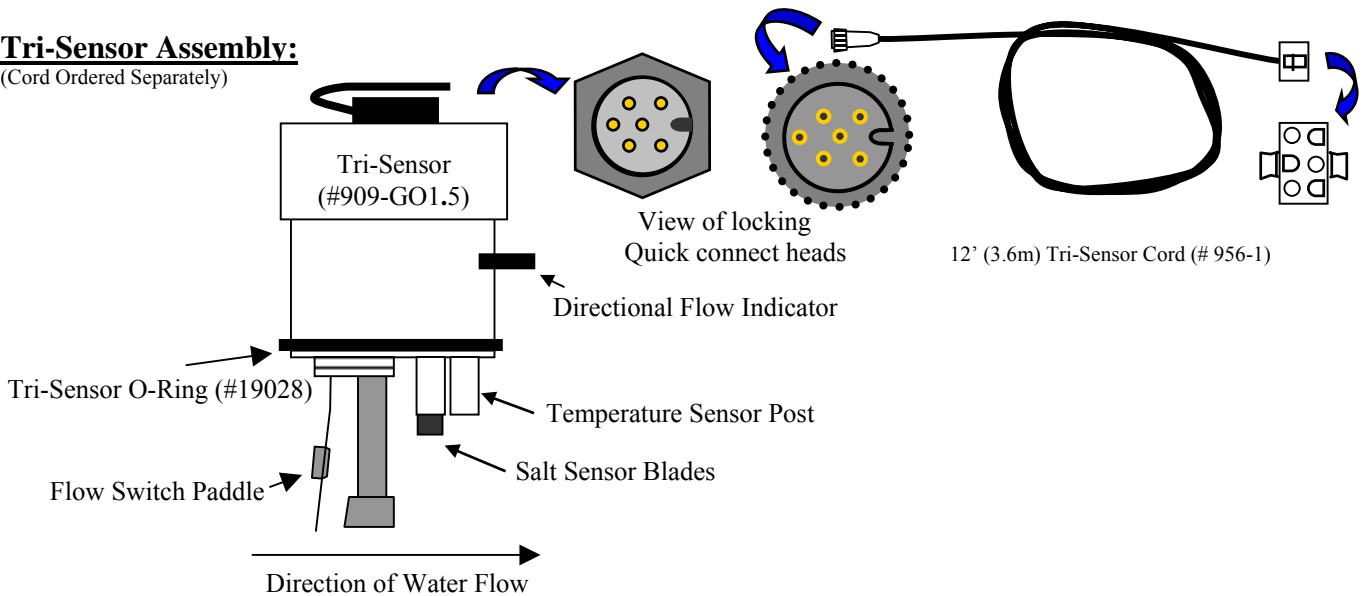 Tri-Sensor Assembly:
(Cord Ordered Separately)
Tri-Sensor
(#909-GO1.5)
View of locking
Quick connect heads
12’ (3.6m) Tri-Sensor Cord (# 956-1)
Directional Flow Indicator
Tri-Sensor O-Ring (#19028)
Temperature Sensor Post
Salt Sensor Blades
Flow Switch Paddle
Direction of Water Flow